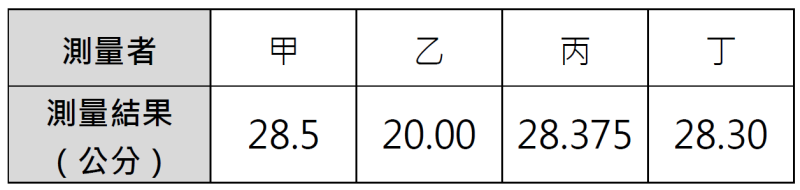 測量者 甲 乙 丙 丁
測量結果
（公分） 28.5 20.00 28.375 28.30